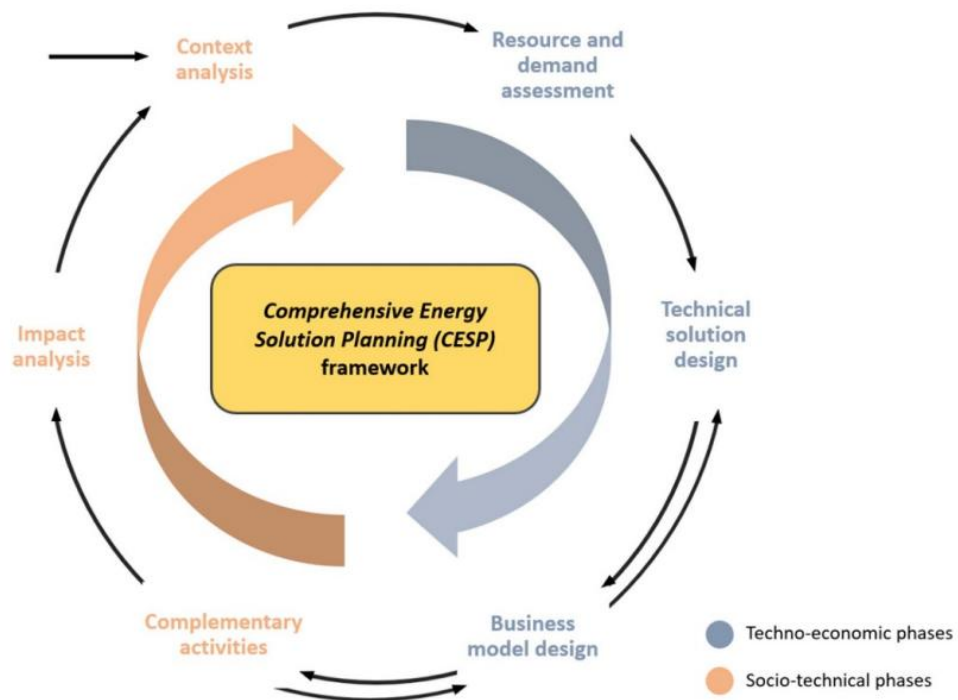 Context
analysis
Resource and
demand
assessment
Technical
solution
design
Business
model design
Complementary
activities
Impact
analysis
Comprehensive Energy
Solution Planning (CESP)
framework
Techno-economic phases
Socio-technical phases